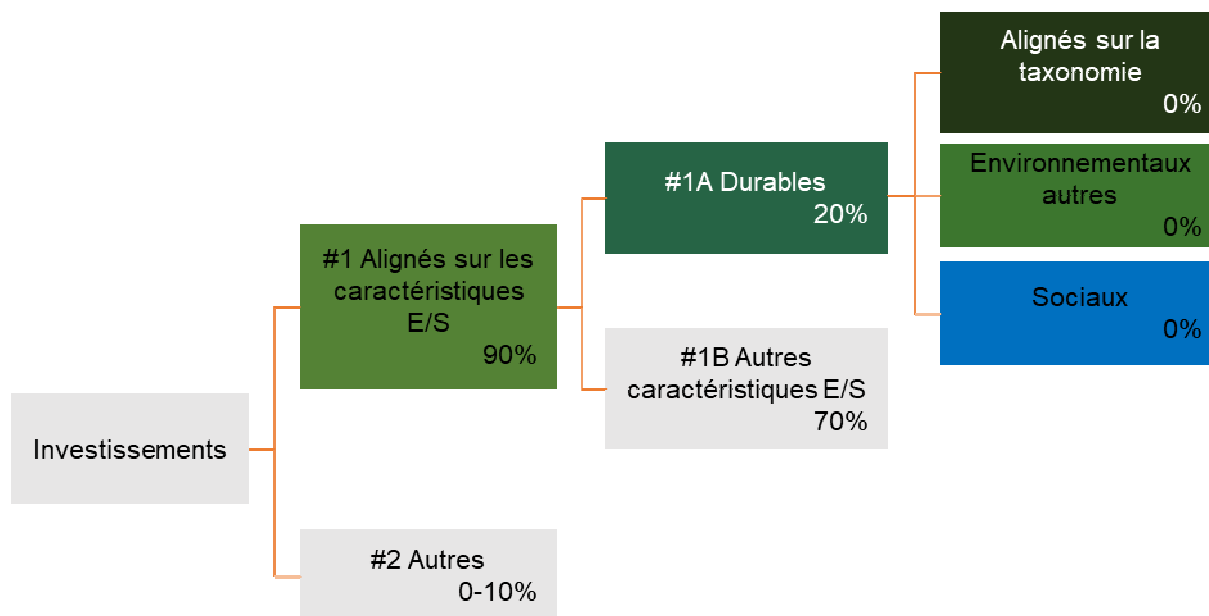 Investissements
#1 Alignés sur les
caractéristiques
E/S
90%
#2 Autres
0-10%
#1A Durables
20%
#1B Autres
caractéristiques E/S
70%
Alignés sur la
taxonomie
0%
Environnementaux
autres
0%
Sociaux
0%